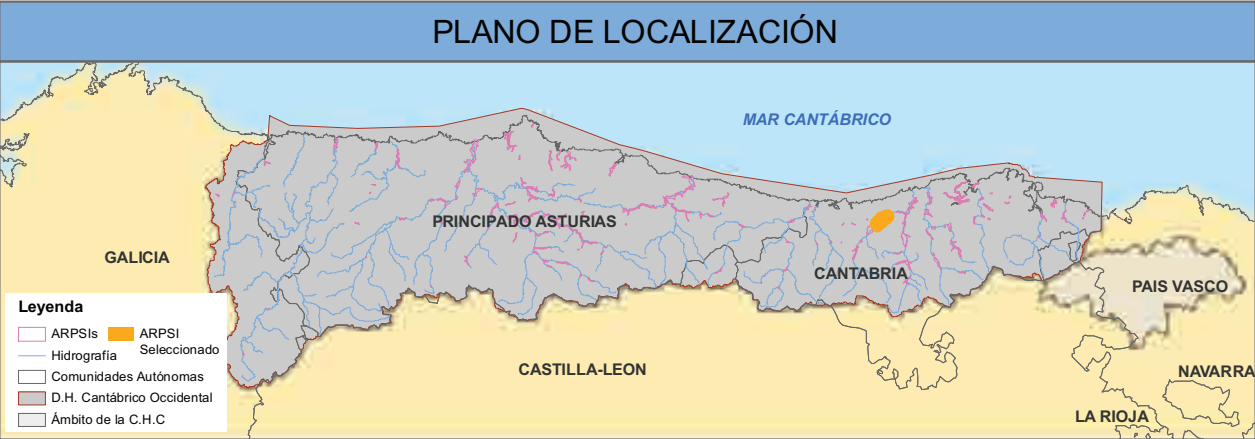 PLANO DE LOCALIZACIÓN
MAR CANTÁBRICO
PRINCIPADO ASTURIAS
GALICIA
CANTABRIA
PAIS VASCO
CASTILLA-LEON
NAVARRA
LA RIOJA
Leyenda
ARPSIs
ARPSI
Seleccionado
Hidrografía
Comunidades Autónomas
D.H. Cantábrico Occidental
Ámbito de la C.H.C